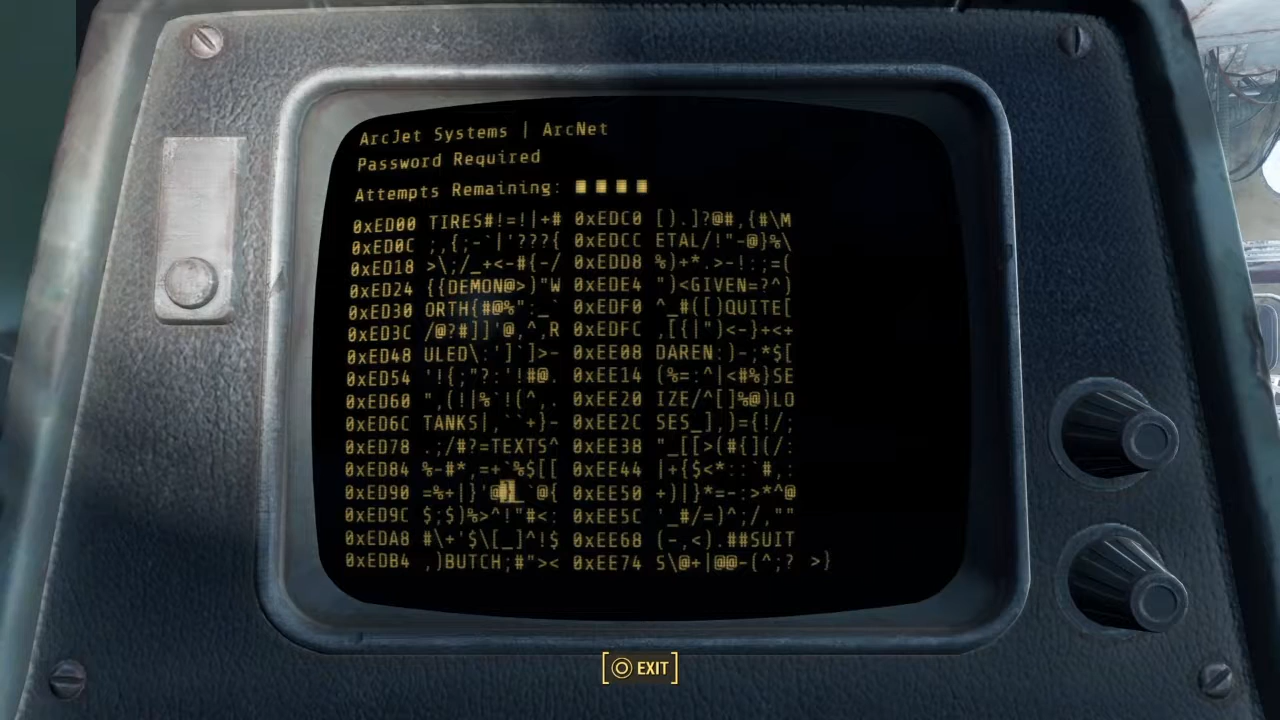 ArcJet Systems | ArcNet
Password Required
Attempts Remaining: ■ ■ ■ ■
0xED00 TIRES#!=!|+# 0xEDC0 [).]?@#,{#\M
0xED0C ;,{;-`|'???{ 0xEDCC ETAL/!"-@}%\
0xED18 >\;/_+<-#{-/ 0xEDD8 %)+*.>-!:;=(
0xED24 {{DEMON@>)"W 0xEDE4 ")<GIVEN=?^)
0xED30 ORTH{#@%":_` 0xEDF0 ^_#([)QUITE[
0xED3C /@?#]]'@,^,R 0xEDFC ,[{|")<-}+<+
0xED48 ULED\:']`]>- 0xEE08 DAREN:)-;*$[
0xED54 '!{;"?:'!#@. 0xEE14 (%=:^|<#%}SE
0xED60 ",(!|%`!(^,. 0xEE20 IZE/^[]%@)LO
0xED6C TANKS|,``+}- 0xEE2C SES_],)={!/;
0xED78 .;/#?=TEXTS^ 0xEE38 "_[[>(#{](/:
0xED84 %-#*,=+`%$[[ 0xEE44 |+{$<*::`#,:
0xED90 =%+|}'@)_`@{ 0xEE50 +)|}*=-:>*^@
0xED9C $;$)%>^!"#<: 0xEE5C '_#/=)^;/,""
0xEDA8 #\+'$\[_]^!$ 0xEE68 (-,<).##SUIT
0xEDB4 ,)BUTCH;#">< 0xEE74 S\@+|@@-(^;? >)
[◯ EXIT]